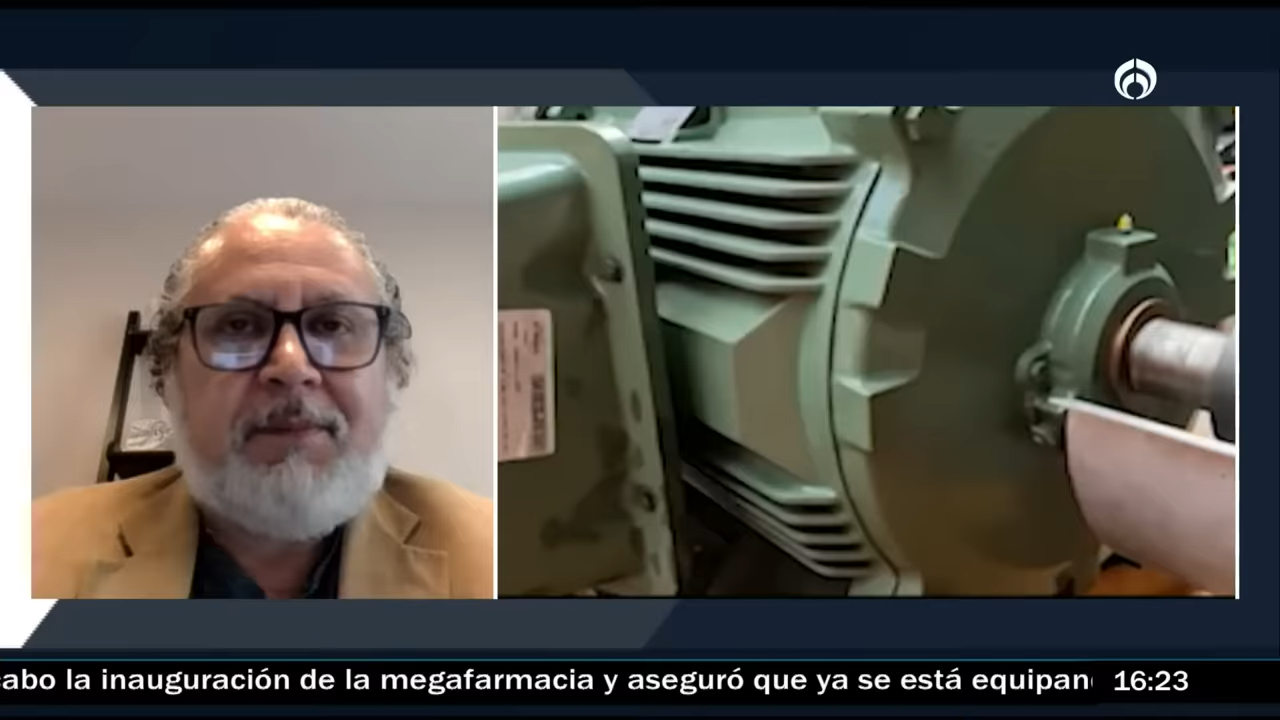 cabo la inauguración de la megafarmacia y aseguró que ya se está equipan
16:23